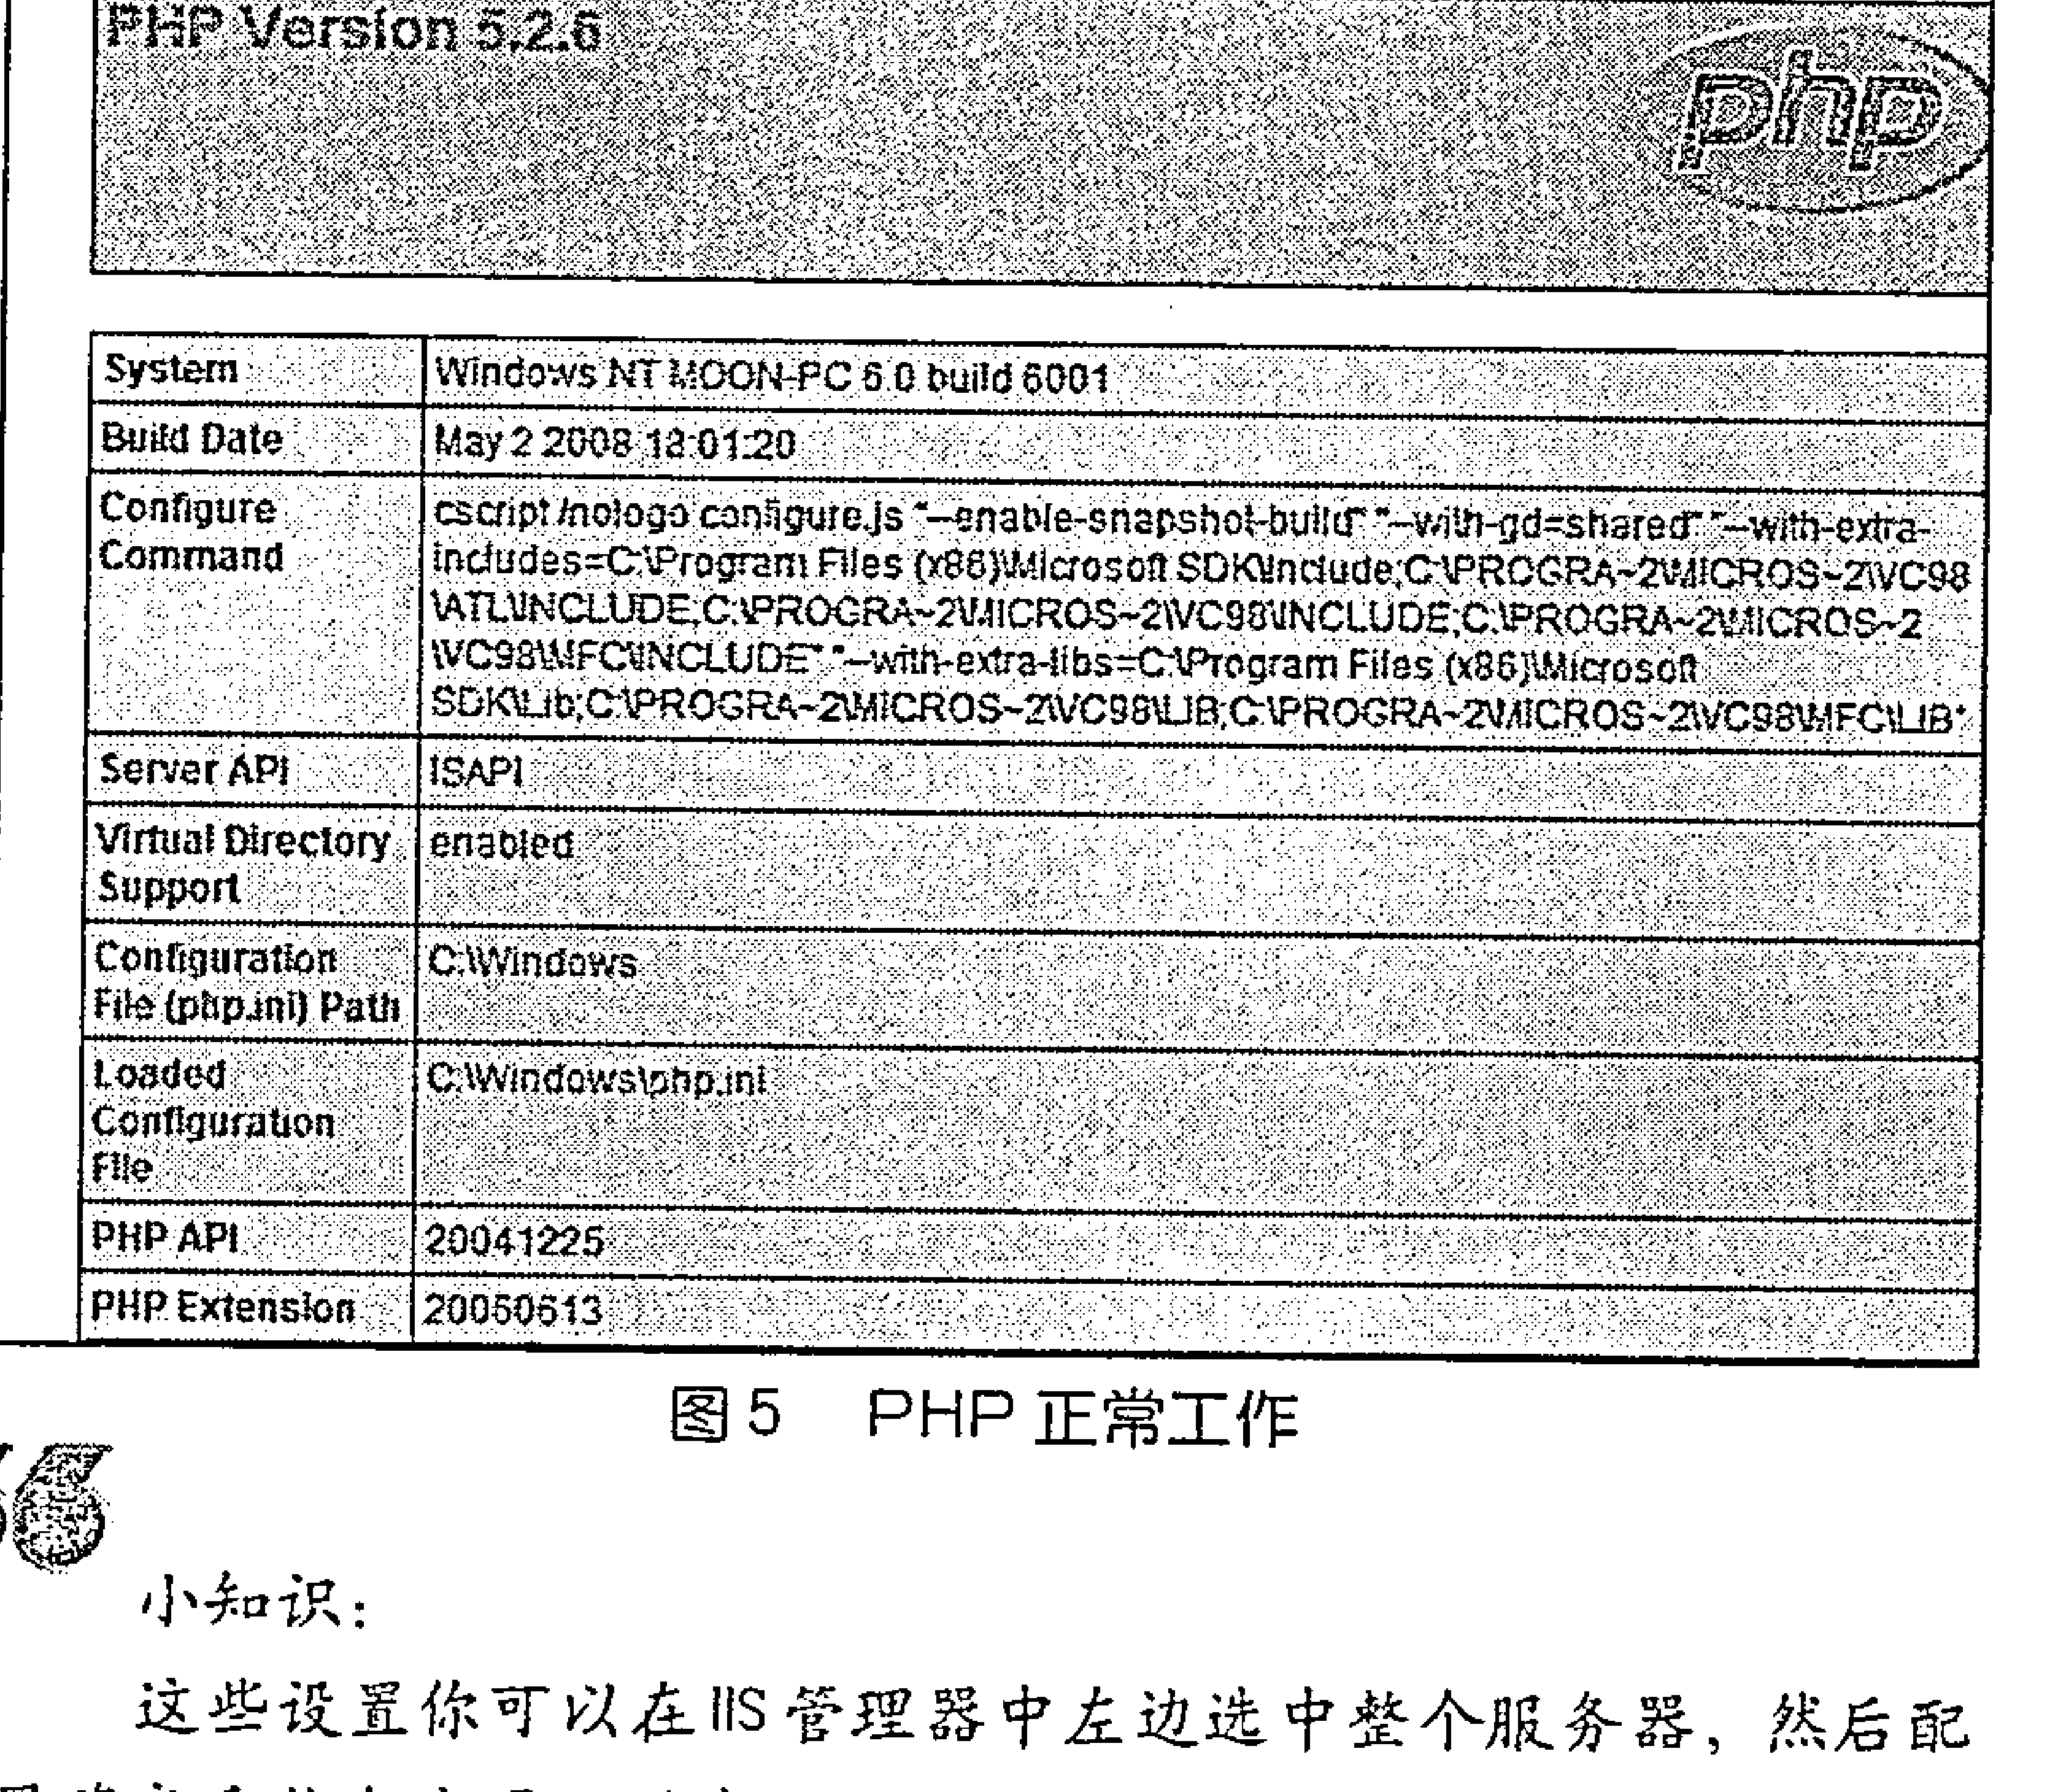 PHP Version 5.2.6
php
System
Windows NT MOON-PC 6.0 build 6001
Build Date
May 2 2008 18:01:20
Configure
Command
cscript /nologo configure.js "--enable-snapshot-build" "--with-gd=shared" "--with-extra-
includes=C:\Program Files (x86)\Microsoft SDK\Include;C:\PROGRA~2\MICROS~2\VC98
\ATL\INCLUDE;C:\PROGRA~2\MICROS~2\VC98\INCLUDE;C:\PROGRA~2\MICROS~2
\VC98\MFC\INCLUDE" "--with-extra-libs=C:\Program Files (x86)\Microsoft
SDK\Lib;C:\PROGRA~2\MICROS~2\VC98\LIB;C:\PROGRA~2\MICROS~2\VC98\MFC\LIB"
Server API
ISAPI
Virtual Directory
Support
enabled
Configuration
File (php.ini) Path
C:\Windows
Loaded
Configuration
File
C:\Windows\php.ini
PHP API
20041225
PHP Extension
20060613
图 5 PHP 正常工作
6
小知识：
这些设置你可以在 IIS 管理器中左边选中整个服务器，然后配